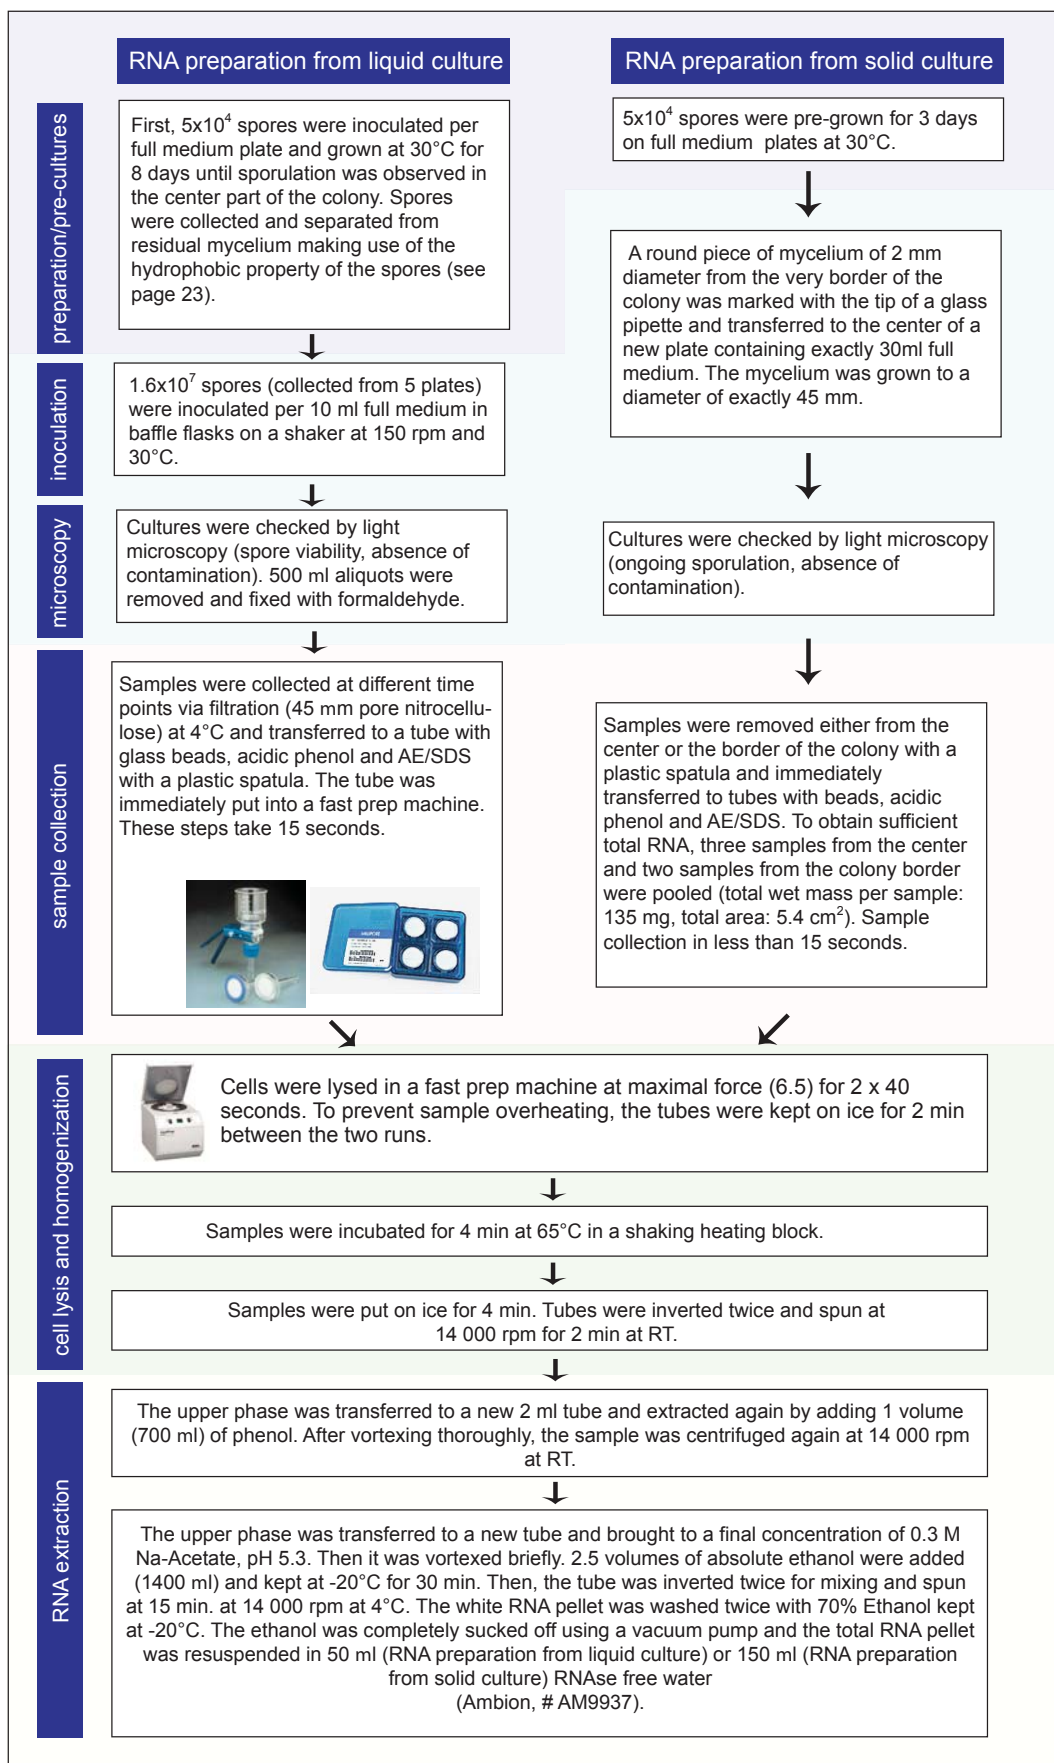 RNA preparation from liquid culture
RNA preparation from solid culture
preparation/pre-cultures
First, 5x10⁴ spores were inoculated per
full medium plate and grown at 30°C for
8 days until sporulation was observed in
the center part of the colony. Spores
were collected and separated from
residual mycelium making use of the
hydrophobic property of the spores (see
page 23).
5x10⁴ spores were pre-grown for 3 days
on full medium plates at 30°C.
A round piece of mycelium of 2 mm
diameter from the very border of the
colony was marked with the tip of a glass
pipette and transferred to the center of a
new plate containing exactly 30ml full
medium. The mycelium was grown to a
diameter of exactly 45 mm.
inoculation
1.6x10⁷ spores (collected from 5 plates)
were inoculated per 10 ml full medium in
baffle flasks on a shaker at 150 rpm and
30°C.
microscopy
Cultures were checked by light
microscopy (spore viability, absence of
contamination). 500 ml aliquots were
removed and fixed with formaldehyde.
Cultures were checked by light microscopy
(ongoing sporulation, absence of
contamination).
sample collection
Samples were collected at different time
points via filtration (45 mm pore nitrocellu-
lose) at 4°C and transferred to a tube with
glass beads, acidic phenol and AE/SDS
with a plastic spatula. The tube was
immediately put into a fast prep machine.
These steps take 15 seconds.
Samples were removed either from the
center or the border of the colony with a
plastic spatula and immediately
transferred to tubes with beads, acidic
phenol and AE/SDS. To obtain sufficient
total RNA, three samples from the center
and two samples from the colony border
were pooled (total wet mass per sample:
135 mg, total area: 5.4 cm²). Sample
collection in less than 15 seconds.
cell lysis and homogenization
Cells were lysed in a fast prep machine at maximal force (6.5) for 2 x 40
seconds. To prevent sample overheating, the tubes were kept on ice for 2 min
between the two runs.
Samples were incubated for 4 min at 65°C in a shaking heating block.
Samples were put on ice for 4 min. Tubes were inverted twice and spun at
14 000 rpm for 2 min at RT.
RNA extraction
The upper phase was transferred to a new 2 ml tube and extracted again by adding 1 volume
(700 ml) of phenol. After vortexing thoroughly, the sample was centrifuged again at 14 000 rpm
at RT.
The upper phase was transferred to a new tube and brought to a final concentration of 0.3 M
Na-Acetate, pH 5.3. Then it was vortexed briefly. 2.5 volumes of absolute ethanol were added
(1400 ml) and kept at -20°C for 30 min. Then, the tube was inverted twice for mixing and spun
at 15 min. at 14 000 rpm at 4°C. The white RNA pellet was washed twice with 70% Ethanol kept
at -20°C. The ethanol was completely sucked off using a vacuum pump and the total RNA pellet
was resuspended in 50 ml (RNA preparation from liquid culture) or 150 ml (RNA preparation
from solid culture) RNAse free water
(Ambion, # AM9937).